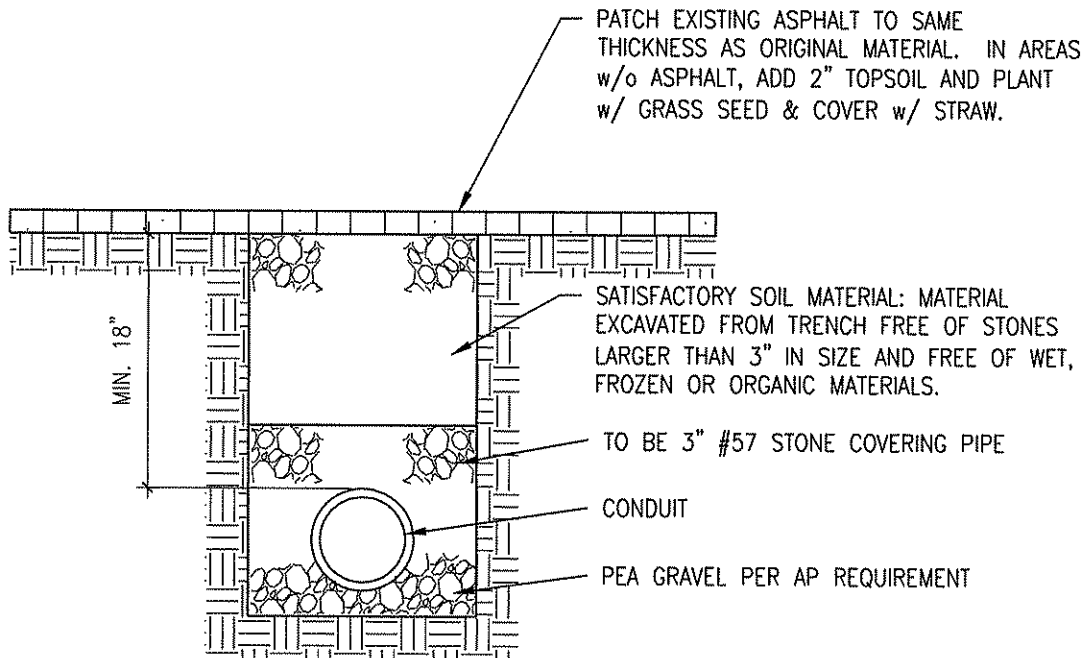 PATCH EXISTING ASPHALT TO SAME
THICKNESS AS ORIGINAL MATERIAL. IN AREAS
w/o ASPHALT, ADD 2" TOPSOIL AND PLANT
w/ GRASS SEED & COVER w/ STRAW.
MIN. 18"
SATISFACTORY SOIL MATERIAL: MATERIAL
EXCAVATED FROM TRENCH FREE OF STONES
LARGER THAN 3" IN SIZE AND FREE OF WET,
FROZEN OR ORGANIC MATERIALS.
TO BE 3" #57 STONE COVERING PIPE
CONDUIT
PEA GRAVEL PER AP REQUIREMENT